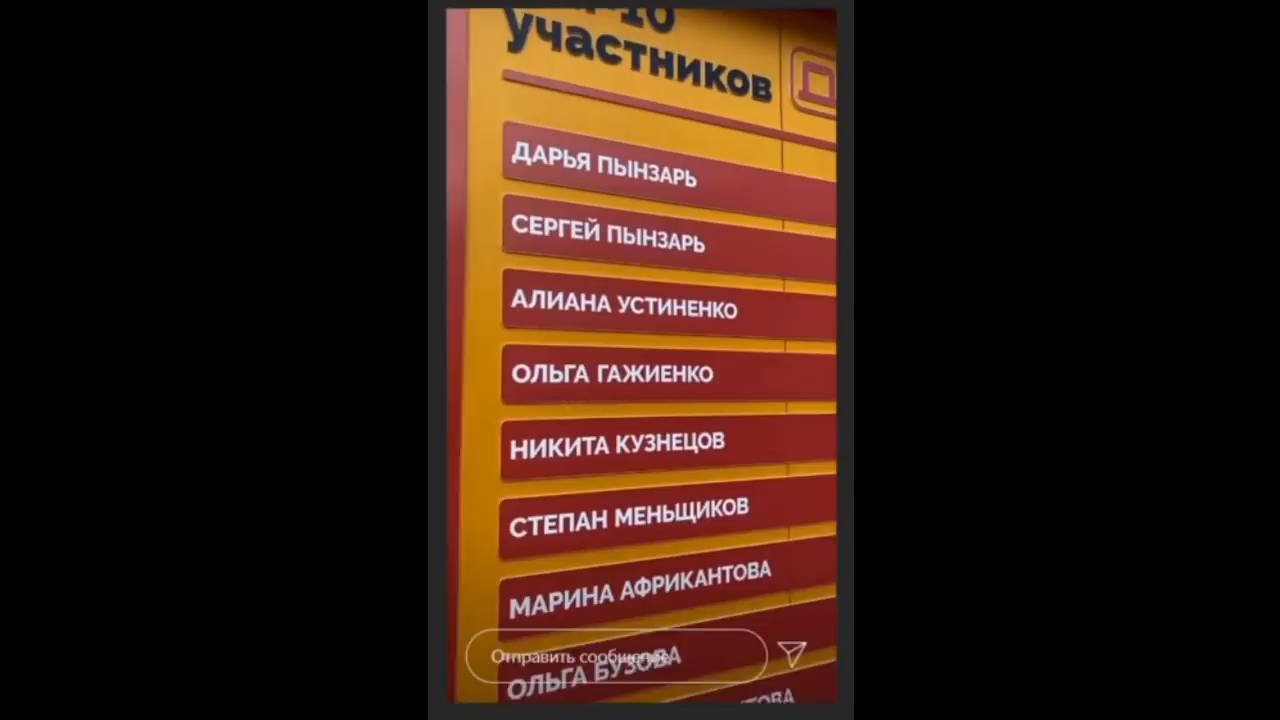 участников
ДАРЬЯ ПЫНЗАРЬ
СЕРГЕЙ ПЫНЗАРЬ
АЛИАНА УСТИНЕНКО
ОЛЬГА ГАЖИЕНКО
НИКИТА КУЗНЕЦОВ
СТЕПАН МЕНЬЩИКОВ
МАРИНА АФРИКАНТОВА
Отправить сообщение
ОЛЬГА БУЗОВА